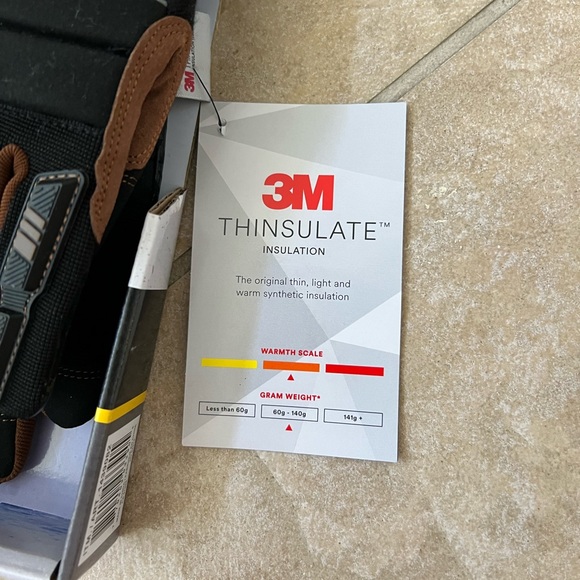 3M
3M
THINSULATE™
INSULATION
The original thin, light and
warm synthetic insulation
WARMTH SCALE
GRAM WEIGHT*
Less than 60g
60g - 140g
141g +